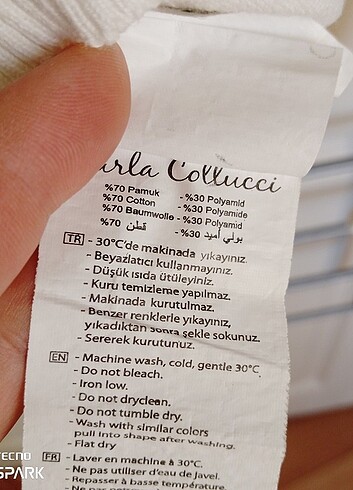 Collucci
%70 Pamuk - %30 Polyamid
%70 Cotton - %30 Polyamide
%70 Baumwolle - %30 Polyamid
%70 قطن - %30 بولي أميد
TR - 30°C'de makinada yıkayınız.
- Beyazlatıcı kullanmayınız.
- Düşük ısıda ütüleyiniz.
- Kuru temizleme yapılmaz.
- Makinada kurutulmaz.
- Benzer renklerle yıkayınız,
yıkadıktan sonra şekle sokunuz.
- Sererek kurutunuz.
EN - Machine wash, cold, gentle 30°C.
- Do not bleach.
- Iron low.
- Do not dryclean.
- Do not tumble dry.
- Wash with similar colors
pull into shape after washing.
- Flat dry
FR - Laver en machine à 30°C.
- Ne pas utiliser d'eau de Javel.
- Repasser à basse température.
- Ne pas
SPARK